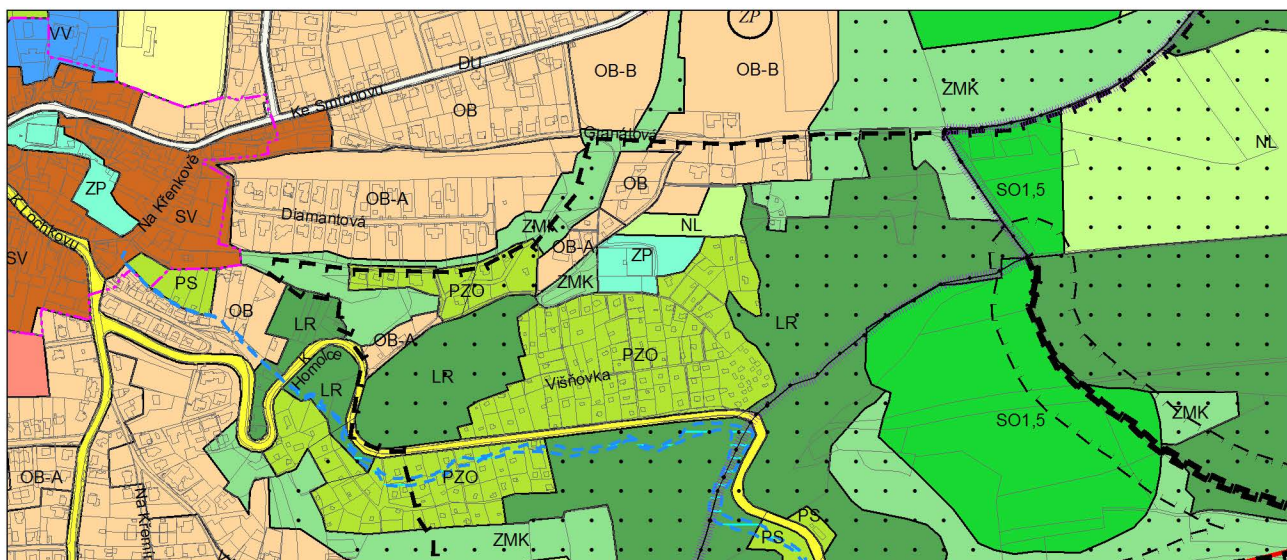 ZP
VV
DU
OB-B
OB-B
Ke Smíchovu
OB
ZMK
Granátová
NL
Na Křenkově
ZP
OB
SO1,5
OB-A
SV
Diamantová
K Lochkovu
ZMK
NL
OB-A
SV
ZP
PS
ZMK
PZO
OB
LR
LR
OB-A
PZO
K Homolce
LR
LR
Višňovka
ZMK
SO1,5
OB-A
PZO
PS
PS
ZMK